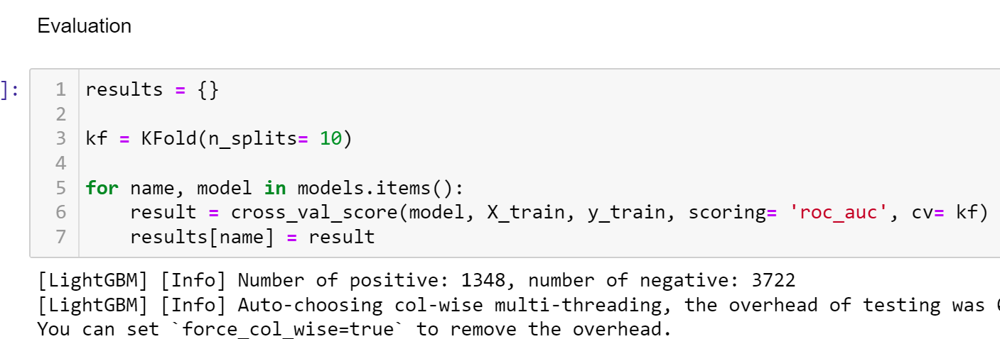 Evaluation
]:
1 results = {}
2
3 kf = KFold(n_splits= 10)
4
5 for name, model in models.items():
6     result = cross_val_score(model, X_train, y_train, scoring= 'roc_auc', cv= kf)
7     results[name] = result
[LightGBM] [Info] Number of positive: 1348, number of negative: 3722
[LightGBM] [Info] Auto-choosing col-wise multi-threading, the overhead of testing was
You can set `force_col_wise=true` to remove the overhead.